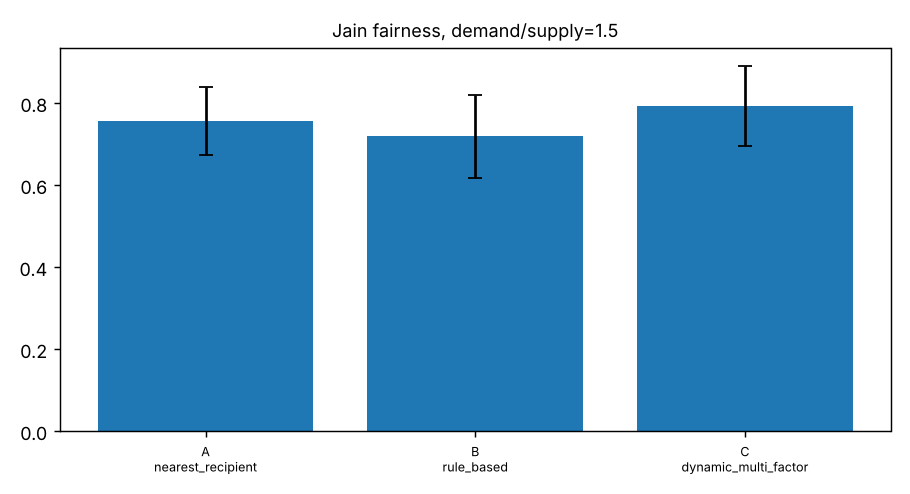 Jain fairness, demand/supply=1.5
0.8
0.6
0.4
0.2
0.0
A
nearest_recipient
B
rule_based
C
dynamic_multi_factor